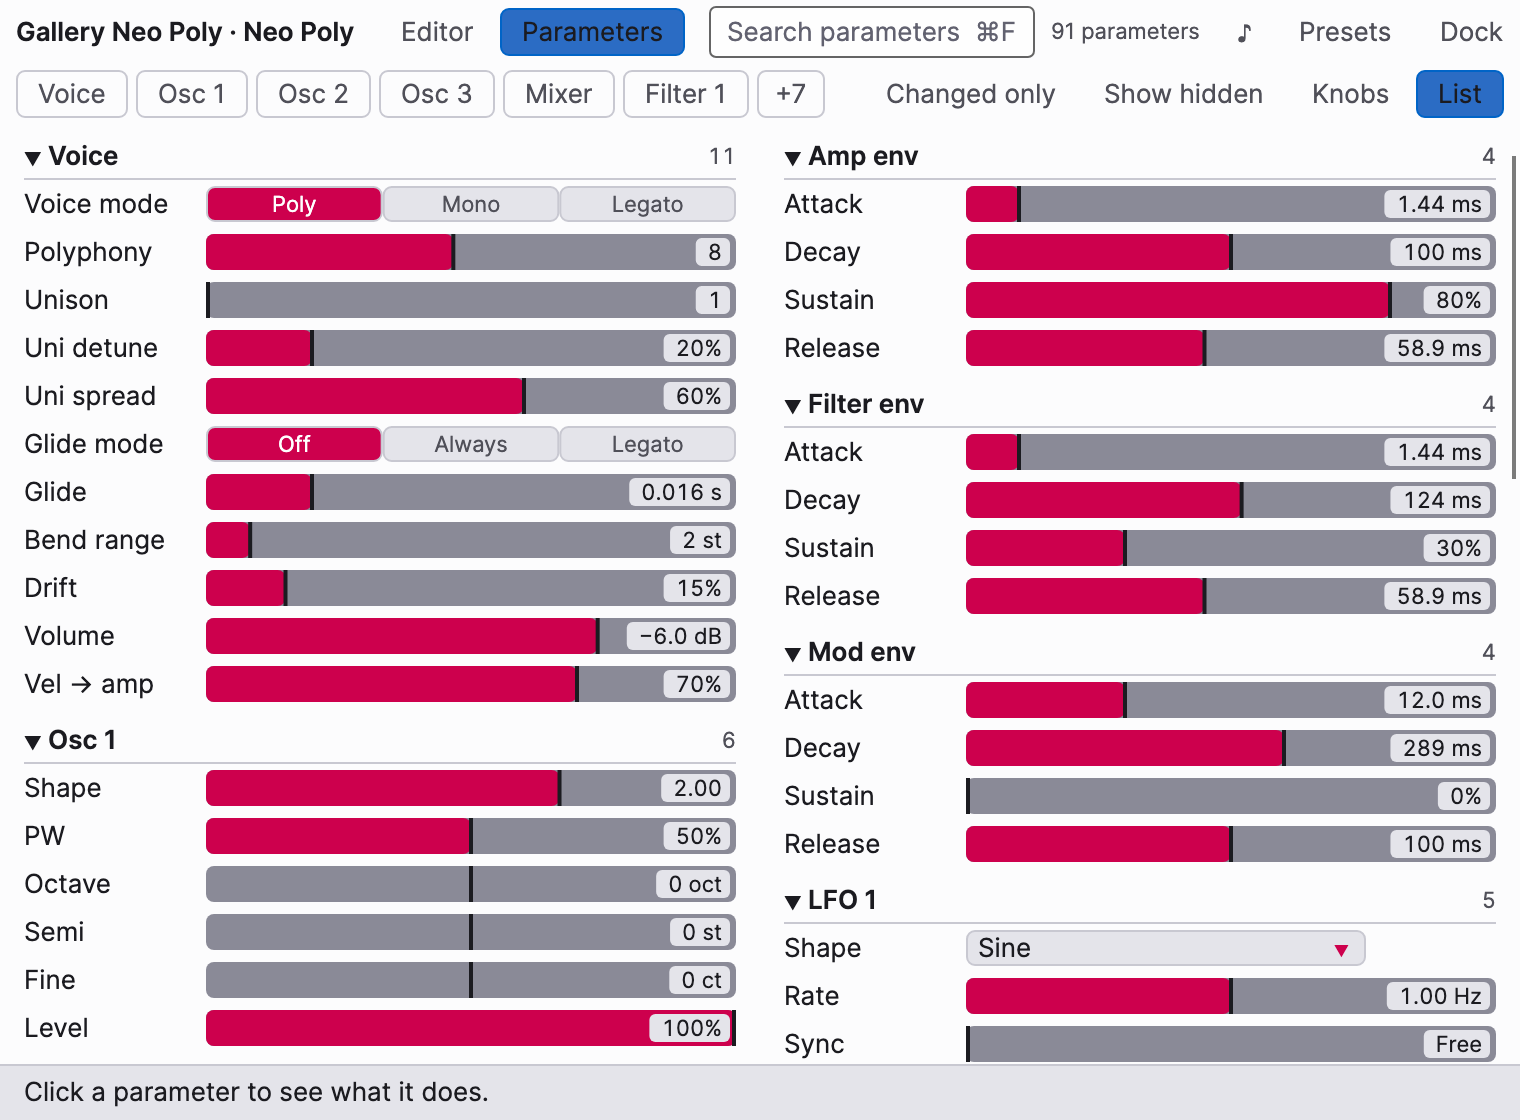 Gallery Neo Poly · Neo Poly Editor Parameters Search parameters ⌘F 91 parameters ♪ Presets Dock
Voice Osc 1 Osc 2 Osc 3 Mixer Filter 1 +7 Changed only Show hidden Knobs List
▼ Voice 11
Voice mode Poly Mono Legato
Polyphony 8
Unison 1
Uni detune 20%
Uni spread 60%
Glide mode Off Always Legato
Glide 0.016 s
Bend range 2 st
Drift 15%
Volume −6.0 dB
Vel → amp 70%
▼ Osc 1 6
Shape 2.00
PW 50%
Octave 0 oct
Semi 0 st
Fine 0 ct
Level 100%
▼ Amp env 4
Attack 1.44 ms
Decay 100 ms
Sustain 80%
Release 58.9 ms
▼ Filter env 4
Attack 1.44 ms
Decay 124 ms
Sustain 30%
Release 58.9 ms
▼ Mod env 4
Attack 12.0 ms
Decay 289 ms
Sustain 0%
Release 100 ms
▼ LFO 1 5
Shape Sine ▼
Rate 1.00 Hz
Sync Free
Click a parameter to see what it does.